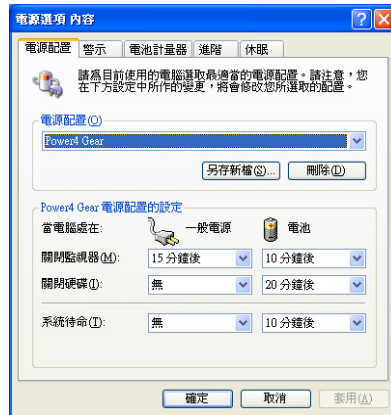 電源選項 內容
電源配置 警示 電池計量器 進階 休眠
請為目前使用的電腦選取最適當的電源配置。請注意，您
在下方設定中所作的變更，將會修改您所選取的配置。
電源配置(O)
Power4 Gear
另存新檔(S)... 刪除(D)
Power4 Gear 電源配置的設定
當電腦處在: 一般電源 電池
關閉監視器(M): 15 分鐘後 10 分鐘後
關閉硬碟(I): 無 20 分鐘後
系統待命(T): 無 10 分鐘後
確定 取消 套用(A)